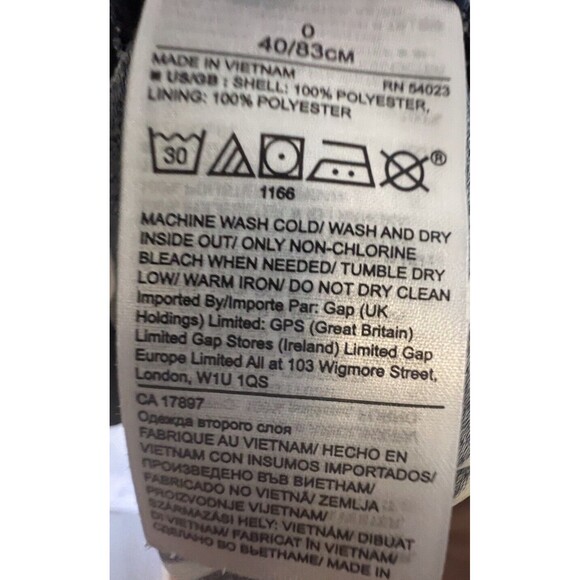 0
40/83CM
MADE IN VIETNAM RN 54023
■ US/GB : SHELL: 100% POLYESTER,
LINING: 100% POLYESTER
30 ®
1166
MACHINE WASH COLD/ WASH AND DRY
INSIDE OUT/ ONLY NON-CHLORINE
BLEACH WHEN NEEDED/ TUMBLE DRY
LOW/ WARM IRON/ DO NOT DRY CLEAN
Imported By/Importe Par: Gap (UK
Holdings) Limited: GPS (Great Britain)
Limited Gap Stores (Ireland) Limited Gap
Europe Limited All at 103 Wigmore Street,
London, W1U 1QS
CA 17897
Одежда второго слоя
FABRIQUE AU VIETNAM/ HECHO EN
VIETNAM CON INSUMOS IMPORTADOS/
ПРОИЗВЕДЕНО ВЪВ ВИЕТНАМ/
FABRICADO NO VIETNÃ/ ZEMLJA
PROIZVODNJE VIJETNAM/
SZÁRMAZÁSI HELY: VIETNÁM/ DIBUAT
DI VIETNAM/ FABRICAT ÎN VIETNAM/
СДЕЛАНО ВО ВЬЕТНАМЕ/ MADE IN